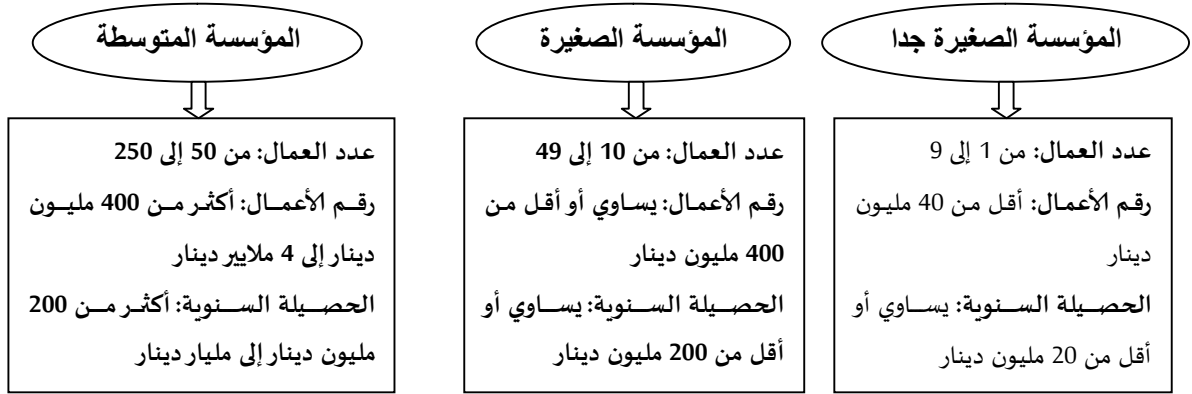 المؤسسة الصغيرة جدا
عدد العمال: من 1 إلى 9
رقم الأعمال: أقل من 40 مليون
دينار
الحصيلة السنوية: يساوي أو
أقل من 20 مليون دينار
المؤسسة الصغيرة
عدد العمال: من 10 إلى 49
رقم الأعمال: يساوي أو أقل من
400 مليون دينار
الحصيلة السنوية: يساوي أو
أقل من 200 مليون دينار
المؤسسة المتوسطة
عدد العمال: من 50 إلى 250
رقم الأعمال: أكثر من 400 مليون
دينار إلى 4 ملايير دينار
الحصيلة السنوية: أكثر من 200
مليون دينار إلى مليار دينار